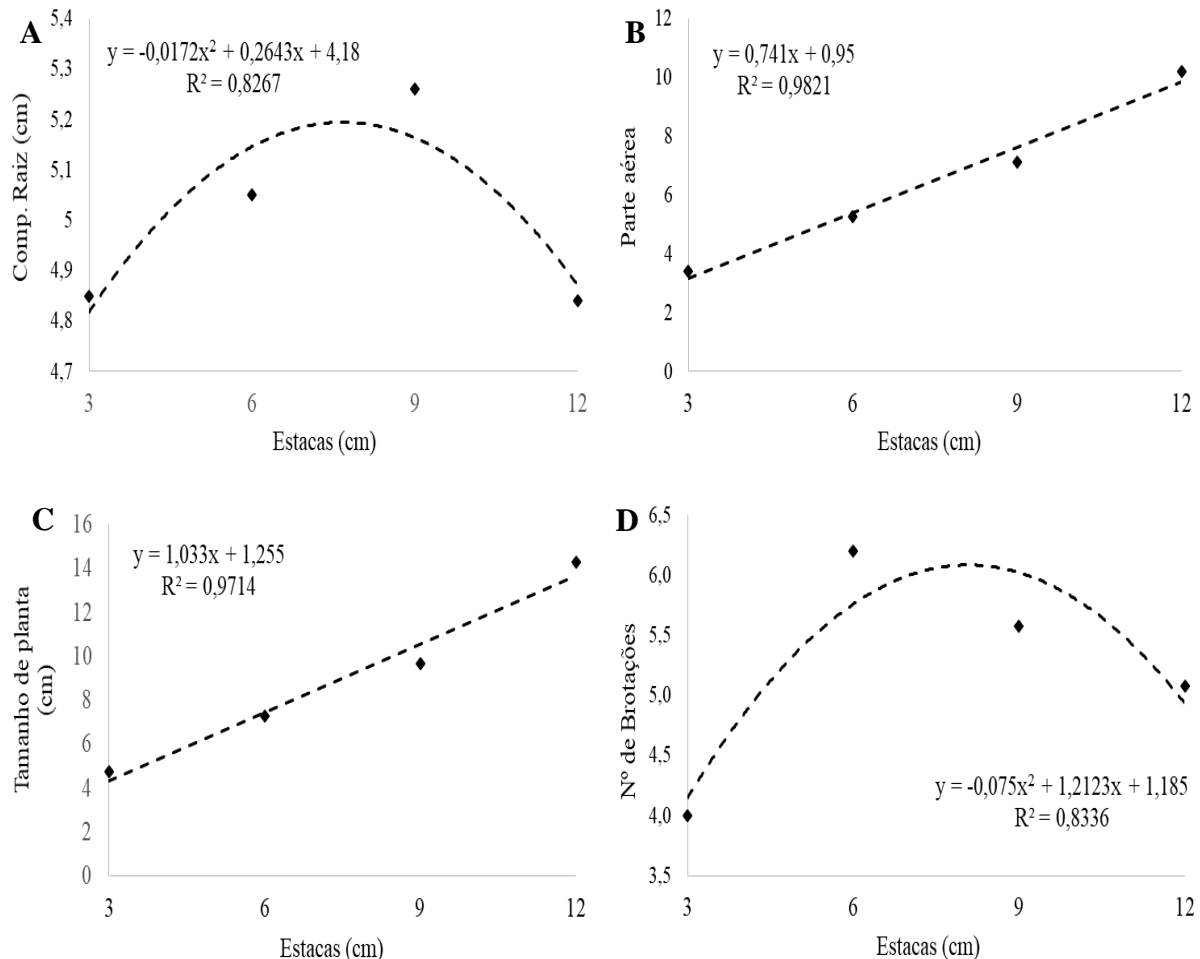 A
y = -0,0172x² + 0,2643x + 4,18
R² = 0,8267
Comp. Raiz (cm)
5,4
5,3
5,2
5,1
5
4,9
4,8
4,7
3 6 9 12
Estacas (cm)
B
y = 0,741x + 0,95
R² = 0,9821
Parte aérea
12
10
8
6
4
2
0
3 6 9 12
Estacas (cm)
C
y = 1,033x + 1,255
R² = 0,9714
Tamanho de planta
(cm)
16
14
12
10
8
6
4
2
0
3 6 9 12
Estacas (cm)
D
Nº de Brotações
6,5
6,0
5,5
5,0
4,5
4,0
3,5
y = -0,075x² + 1,2123x + 1,185
R² = 0,8336
3 6 9 12
Estacas (cm)